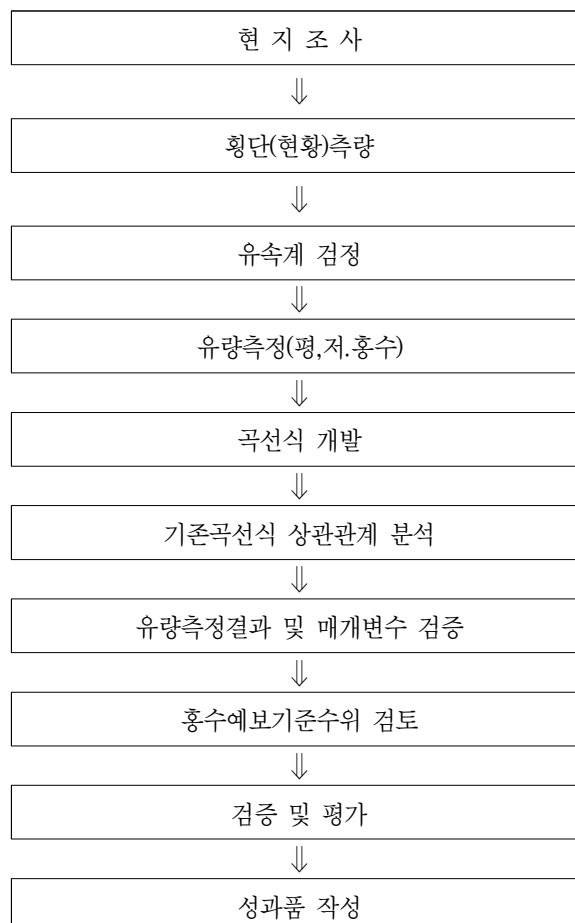 현 지 조 사
⇓
횡단(현황)측량
⇓
유속계 검정
⇓
유량측정(평,저.홍수)
⇓
곡선식 개발
⇓
기존곡선식 상관관계 분석
⇓
유량측정결과 및 매개변수 검증
⇓
홍수예보기준수위 검토
⇓
검증 및 평가
⇓
성과품 작성